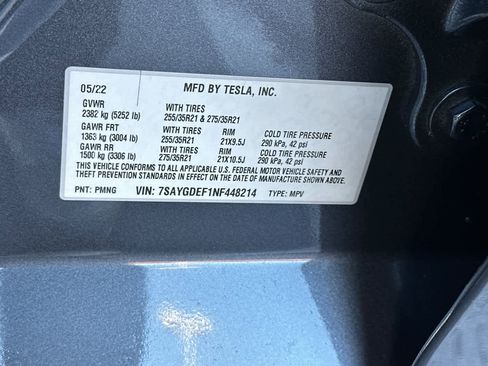 05/22 MFD BY TESLA, INC.
GVWR WITH TIRES
2382 kg (5252 lb) 255/35R21 & 275/35R21
GAWR FRT WITH TIRES RIM COLD TIRE PRESSURE
1363 kg (3004 lb) 255/35R21 21X9.5J 290 kPa, 42 psi
GAWR RR WITH TIRES RIM COLD TIRE PRESSURE
1500 kg (3306 lb) 275/35R21 21X10.5J 290 kPa, 42 psi
THIS VEHICLE CONFORMS TO ALL APPLICABLE U.S. FEDERAL MOTOR VEHICLE SAFETY AND
THEFT PREVENTION STANDARDS IN EFFECT ON THE DATE OF MANUFACTURE SHOWN ABOVE.
PNT: PMNG VIN: 7SAYGDEF1NF448214 TYPE: MPV